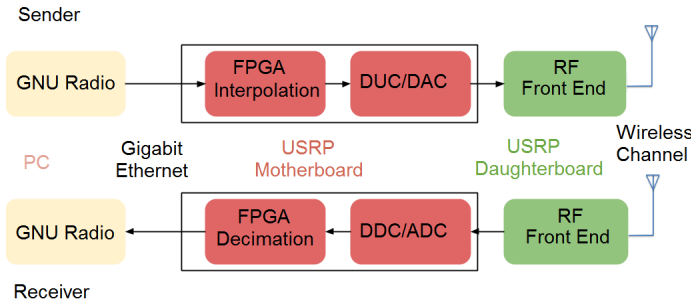 Sender
GNU Radio
FPGA
Interpolation
DUC/DAC
RF
Front End
PC
Gigabit
Ethernet
USRP
Motherboard
USRP
Daughterboard
Wireless
Channel
GNU Radio
FPGA
Decimation
DDC/ADC
RF
Front End
Receiver